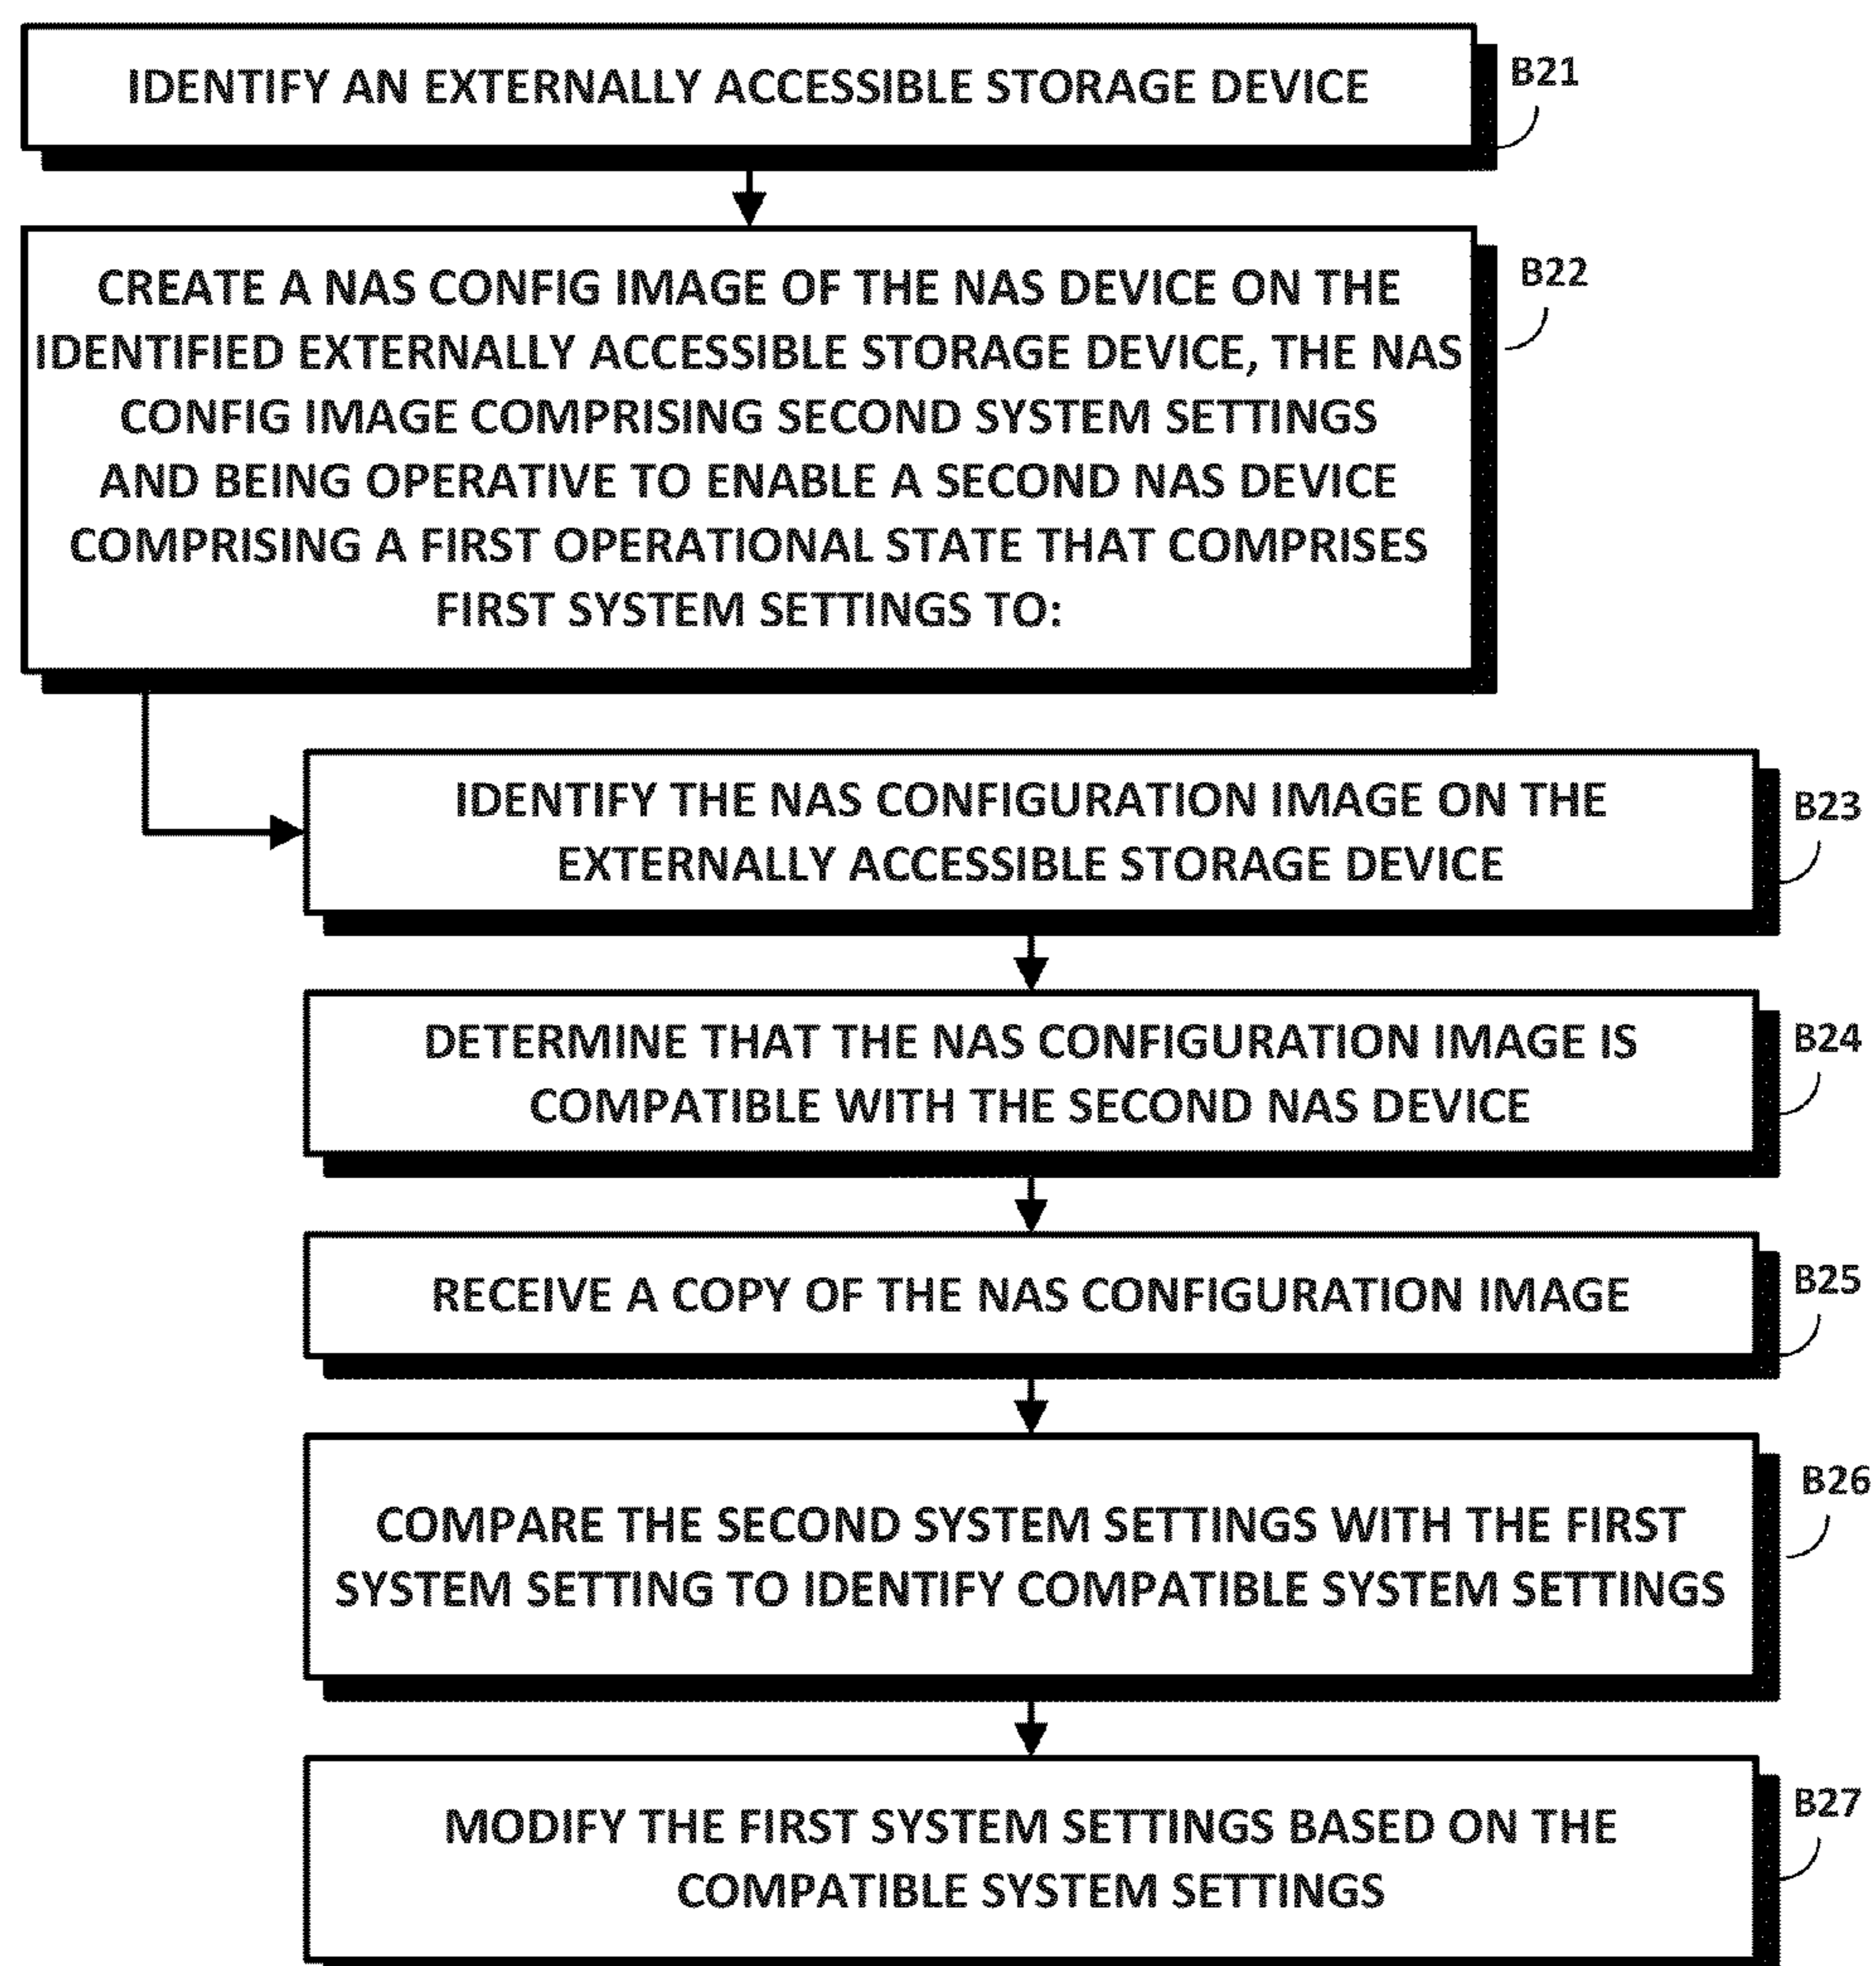 IDENTIFY AN EXTERNALLY ACCESSIBLE STORAGE DEVICE
B21
CREATE A NAS CONFIG IMAGE OF THE NAS DEVICE ON THE
IDENTIFIED EXTERNALLY ACCESSIBLE STORAGE DEVICE, THE NAS
CONFIG IMAGE COMPRISING SECOND SYSTEM SETTINGS
AND BEING OPERATIVE TO ENABLE A SECOND NAS DEVICE
COMPRISING A FIRST OPERATIONAL STATE THAT COMPRISES
FIRST SYSTEM SETTINGS TO:
B22
IDENTIFY THE NAS CONFIGURATION IMAGE ON THE
EXTERNALLY ACCESSIBLE STORAGE DEVICE
B23
DETERMINE THAT THE NAS CONFIGURATION IMAGE IS
COMPATIBLE WITH THE SECOND NAS DEVICE
B24
RECEIVE A COPY OF THE NAS CONFIGURATION IMAGE
B25
COMPARE THE SECOND SYSTEM SETTINGS WITH THE FIRST
SYSTEM SETTING TO IDENTIFY COMPATIBLE SYSTEM SETTINGS
B26
MODIFY THE FIRST SYSTEM SETTINGS BASED ON THE
COMPATIBLE SYSTEM SETTINGS
B27